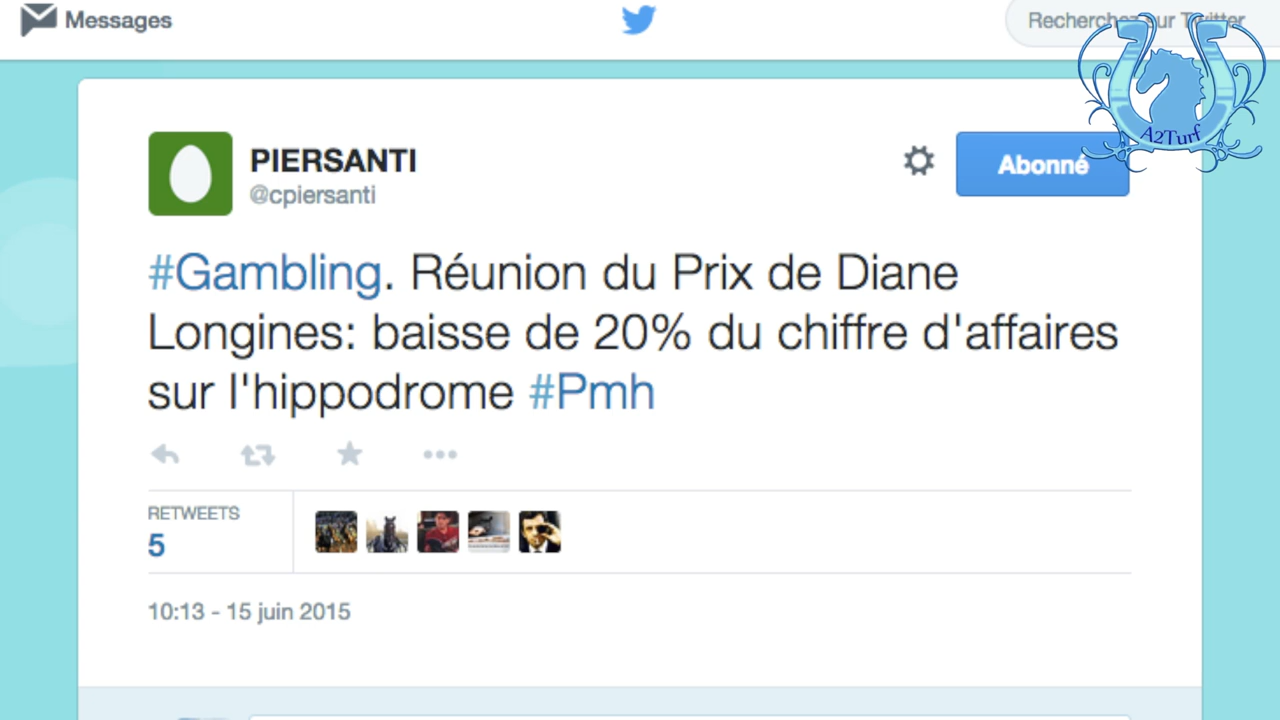 Messages
Recherchez sur Twitter
A2Turf
PIERSANTI
@cpiersanti
Abonné
#Gambling. Réunion du Prix de Diane
Longines: baisse de 20% du chiffre d'affaires
sur l'hippodrome #Pmh
RETWEETS
5
10:13 - 15 juin 2015